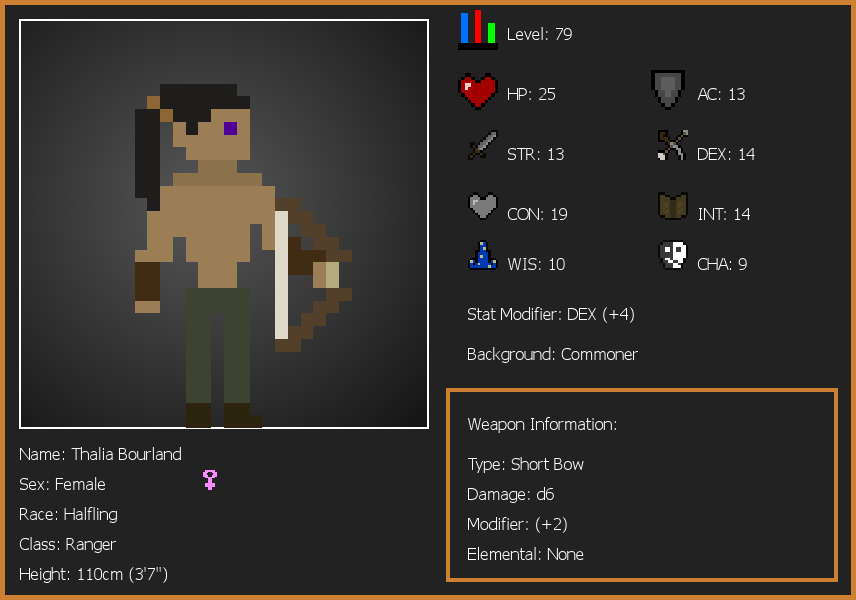 Level: 79
HP: 25
AC: 13
STR: 13
DEX: 14
CON: 19
INT: 14
WIS: 10
CHA: 9
Stat Modifier: DEX (+4)
Background: Commoner
Weapon Information:
Type: Short Bow
Damage: d6
Modifier: (+2)
Elemental: None
Name: Thalia Bourland
Sex: Female
Race: Halfling
Class: Ranger
Height: 110cm (3'7")